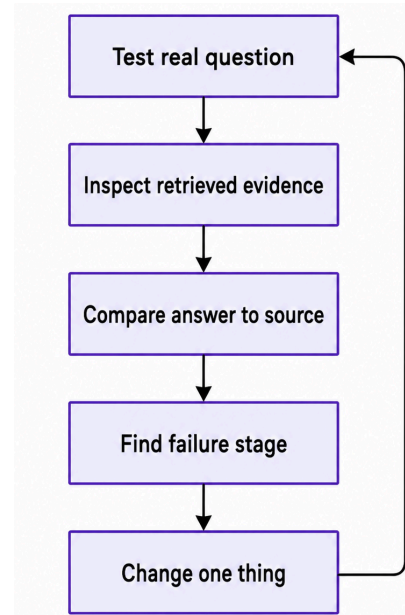 Test real question
Inspect retrieved evidence
Compare answer to source
Find failure stage
Change one thing